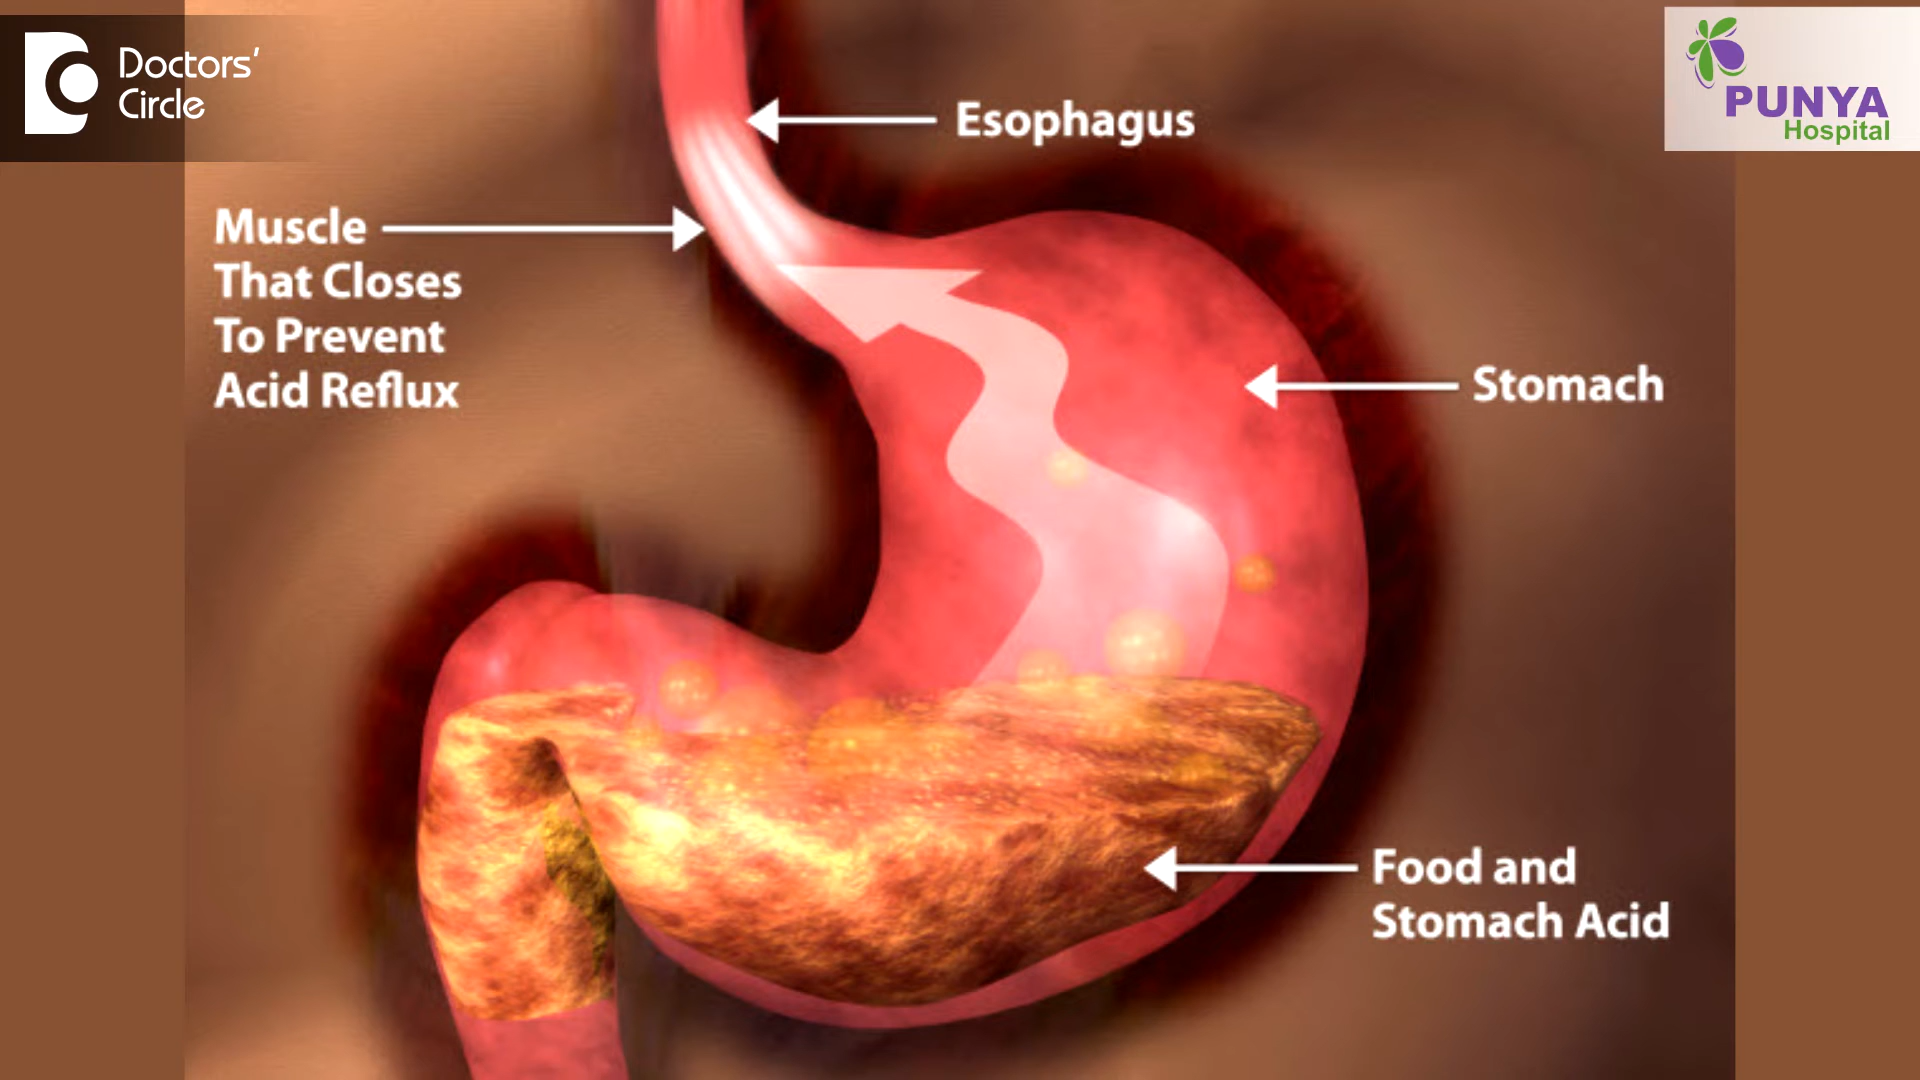 Doctors'
Circle
PUNYA
Hospital
Esophagus
Muscle
That Closes
To Prevent
Acid Reflux
Stomach
Food and
Stomach Acid